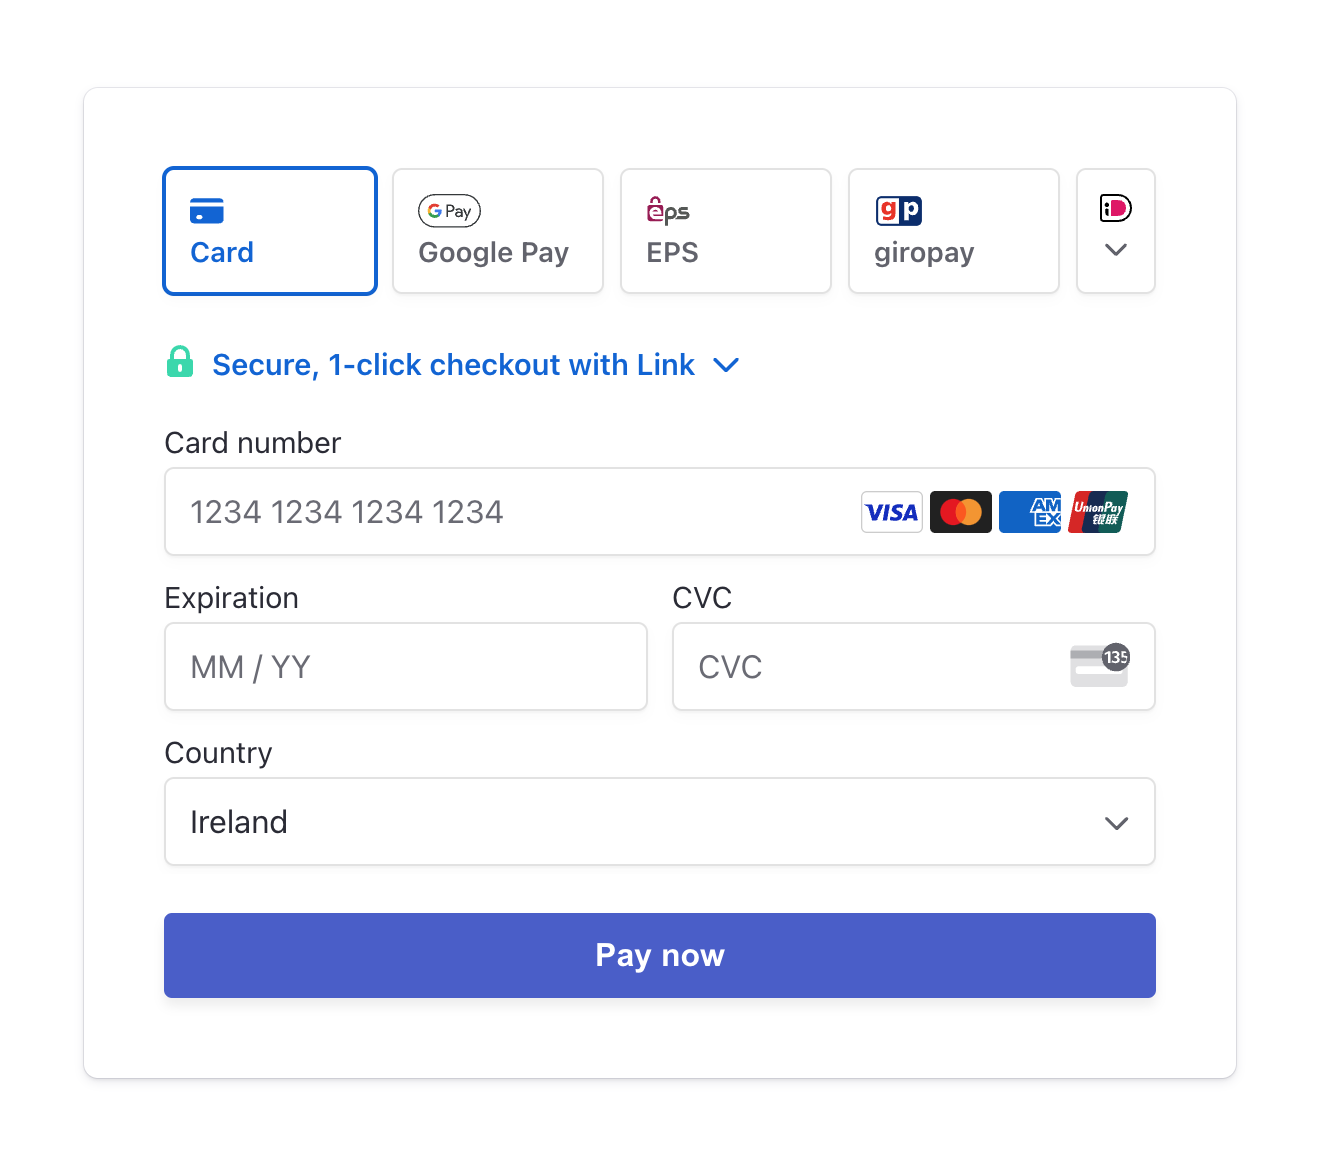 G Pay
Card
Google Pay
eps
EPS
gp
giropay
iD
Secure, 1-click checkout with Link
Card number
1234 1234 1234 1234
VISA
AM
EX
UnionPay
银联
Expiration
MM / YY
CVC
CVC
135
Country
Ireland
Pay now